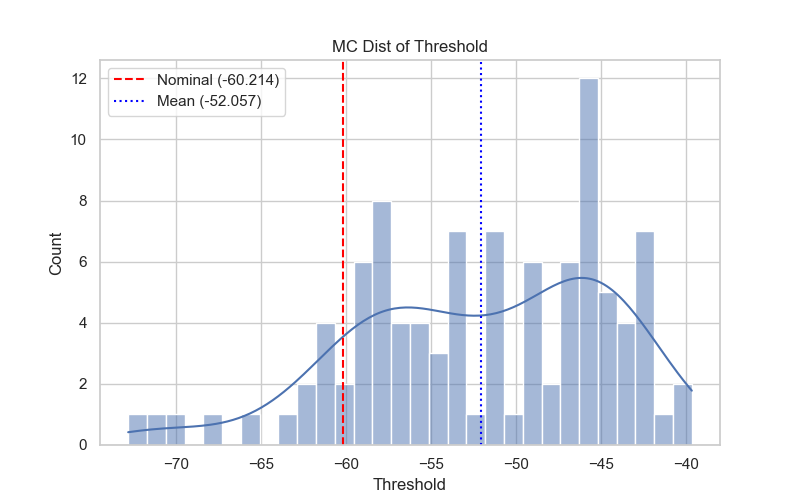 MC Dist of Threshold
Nominal (-60.214)
Mean (-52.057)
Count
12
10
8
6
4
2
0
−70 −65 −60 −55 −50 −45 −40
Threshold